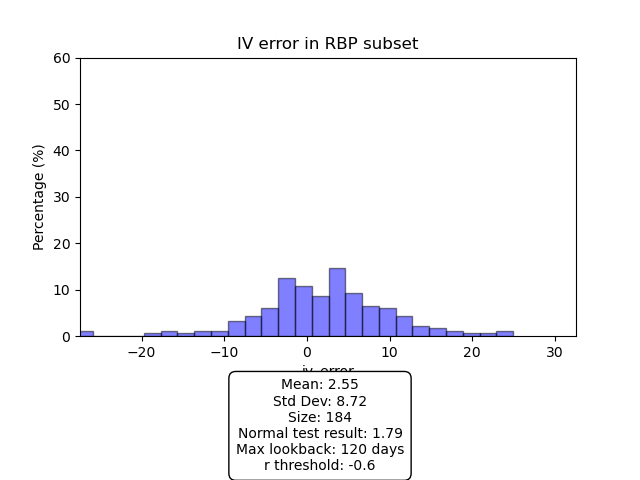 IV error in RBP subset
60
50
40
30
20
10
0
Percentage (%)
−20
−10
0
10
20
30
iv_error
Mean: 2.55
Std Dev: 8.72
Size: 184
Normal test result: 1.79
Max lookback: 120 days
r threshold: -0.6